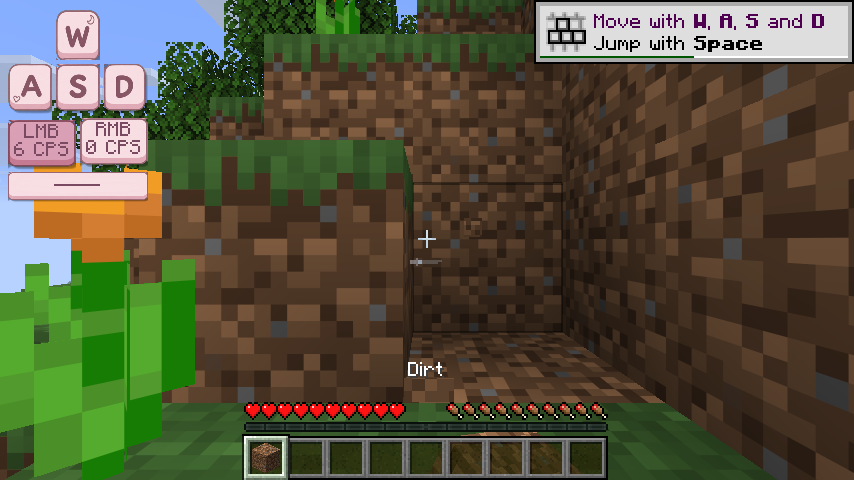 W
A S D
LMB
6 CPS
RMB
0 CPS
Move with W, A, S and D
Jump with Space
Dirt